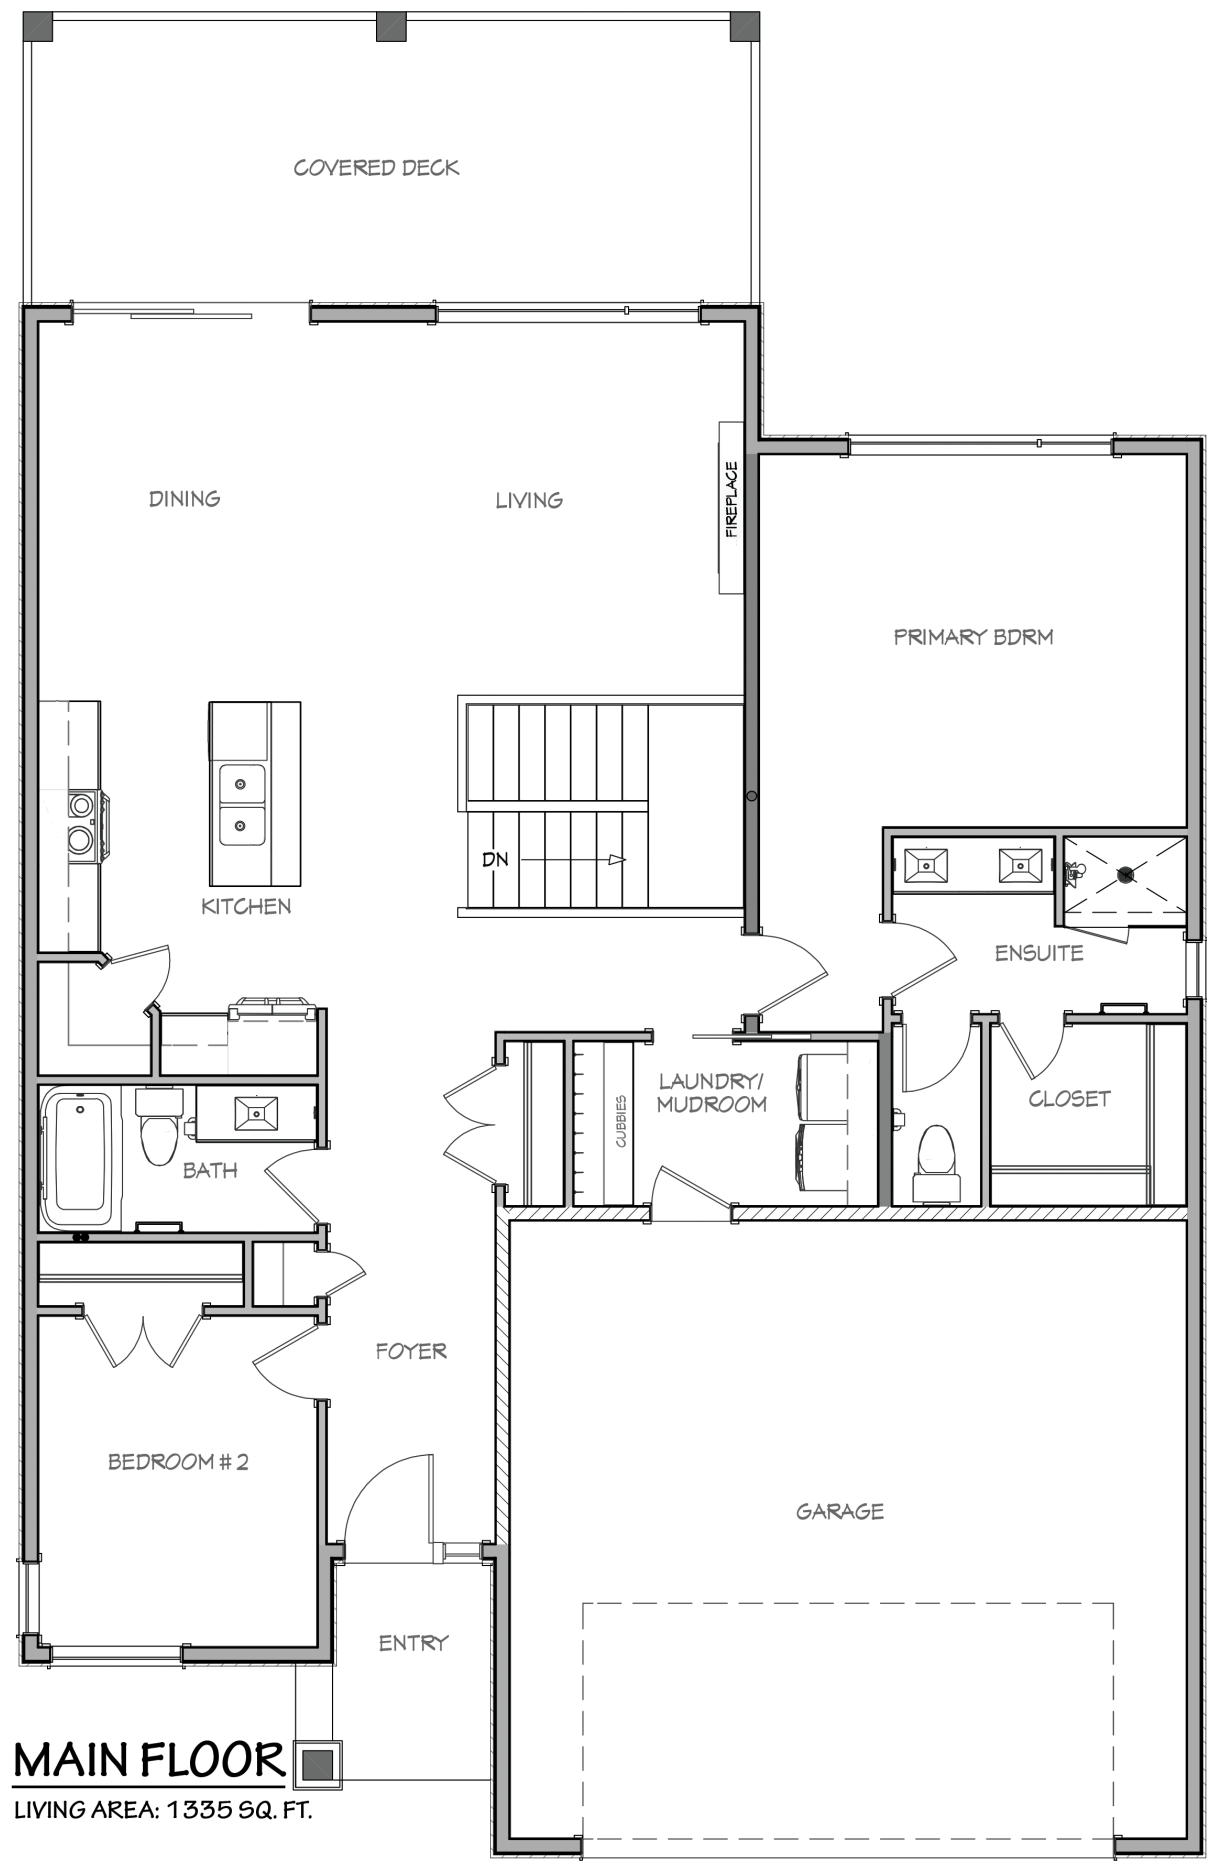 COVERED DECK
DINING
LIVING
FIREPLACE
PRIMARY BDRM
DN
KITCHEN
ENSUITE
LAUNDRY/
MUDROOM
CUBBIES
CLOSET
BATH
FOYER
BEDROOM # 2
GARAGE
ENTRY
MAIN FLOOR
LIVING AREA: 1335 SQ. FT.